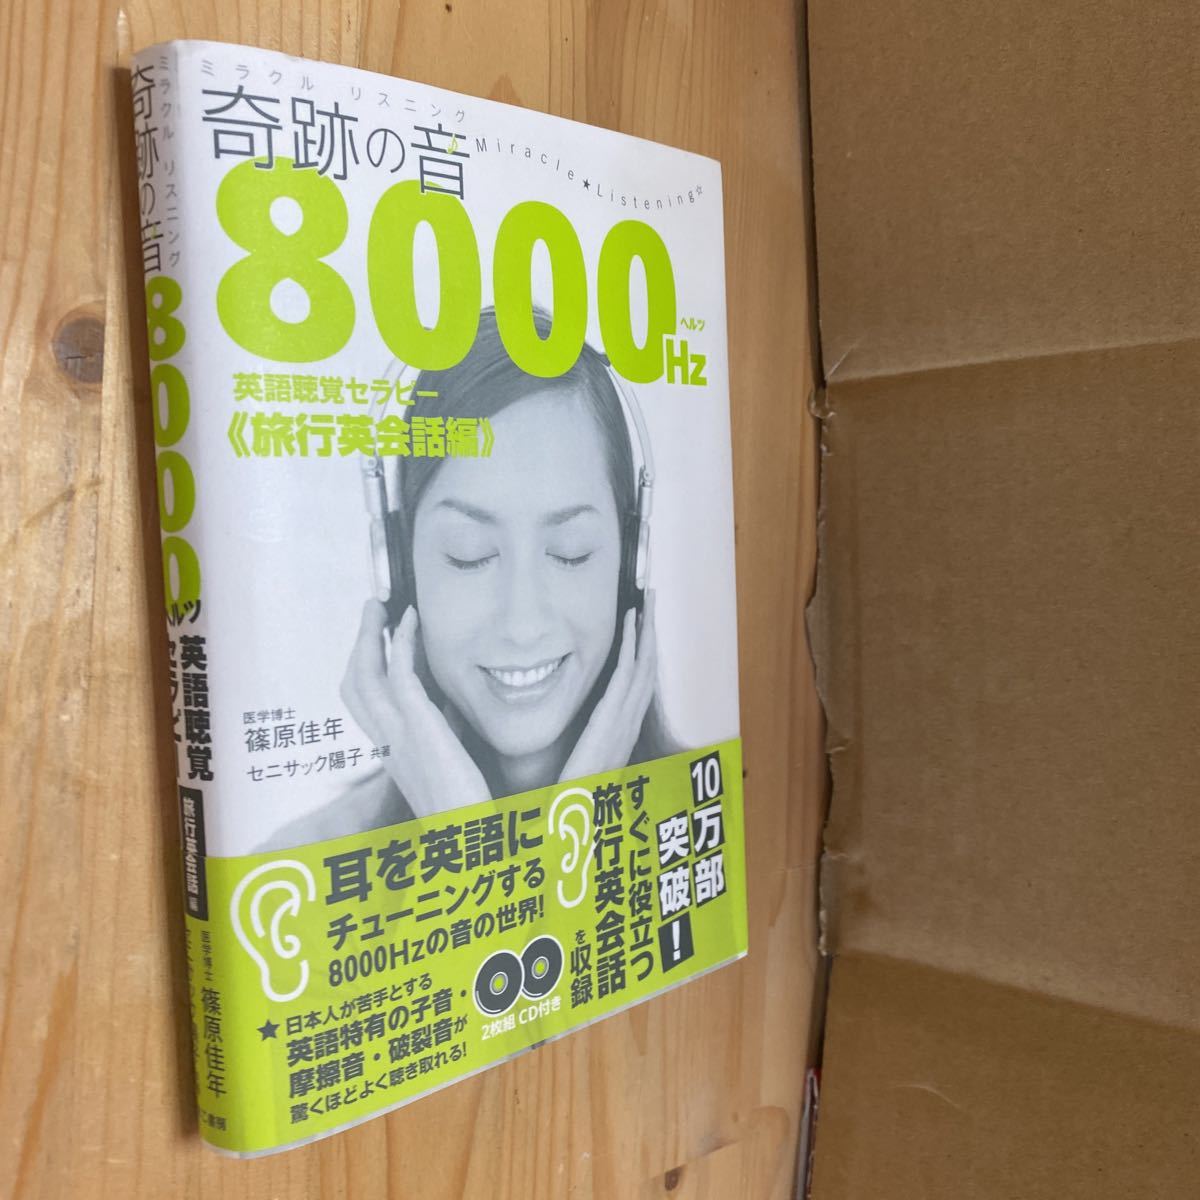 ミラクル リスニング
奇跡の音
Miracle★Listening☆
8000
ヘルツ
Hz
英語聴覚セラピー
《旅行英会話編》
医学博士
篠原佳年
セニサック陽子 共著
10万部
突破!
すぐに役立つ
旅行英会話
を収録
耳を英語に
チューニングする
8000Hzの音の世界!
2枚組 CD付き
★日本人が苦手とする
英語特有の子音・
摩擦音・破裂音が
驚くほどよく聴き取れる!
ミラクル リスニング
奇跡の音
8000
ヘルツ
英語聴覚
セラピー
旅行英会話編
医学博士
篠原佳年
書房